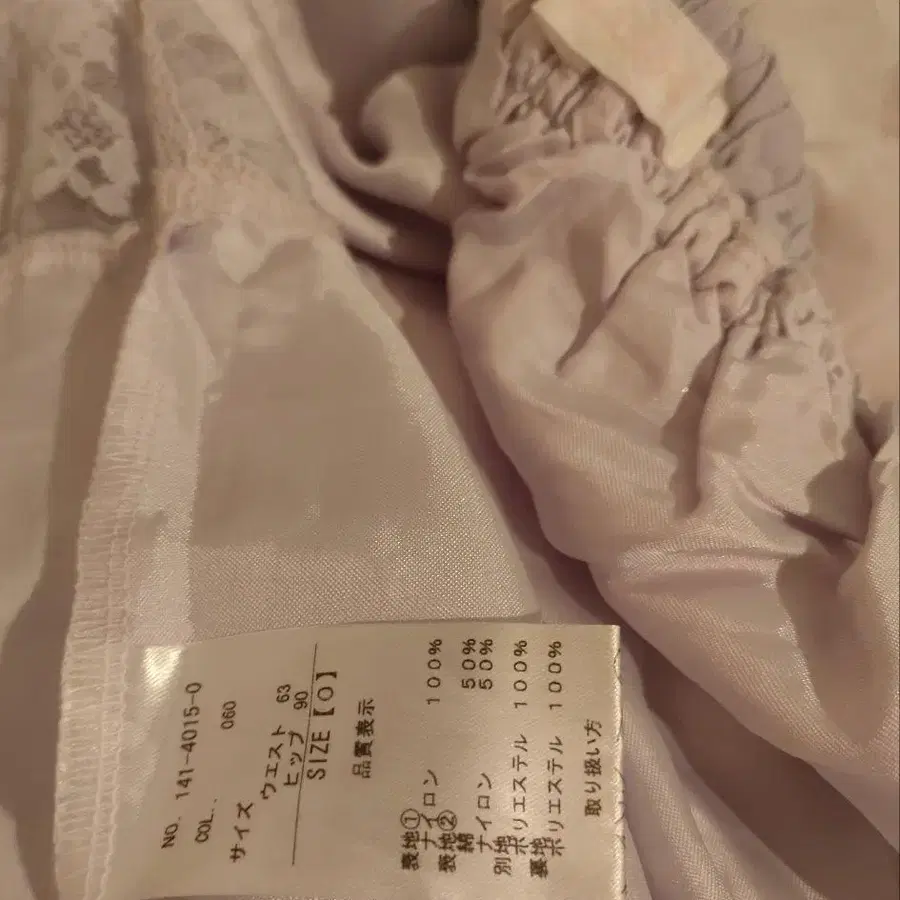 NO. 141-4015-0
COL.. 060
サイズ
ウエスト 63
ヒップ 90
SIZE【O】
品質表示
表地①
ナイロン 100%
表地②
綿 50%
ナイロン 50%
別地
ポリエステル 100%
裏地
ポリエステル 100%
取り扱い方